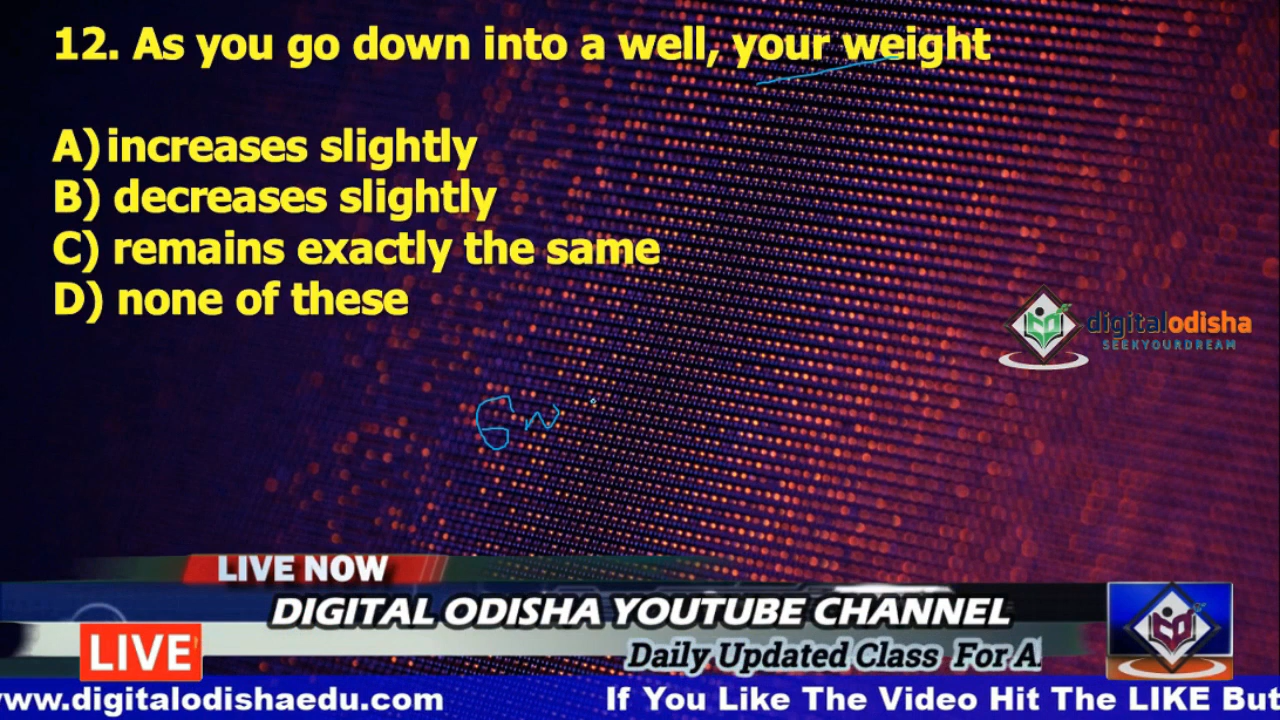 12. As you go down into a well, your weight
A) increases slightly
B) decreases slightly
C) remains exactly the same
D) none of these
digitalodisha
SEEKYOURDREAM
LIVE NOW
DIGITAL ODISHA YOUTUBE CHANNEL
LIVE
Daily Updated Class For A
www.digitalodishaedu.com
If You Like The Video Hit The LIKE But